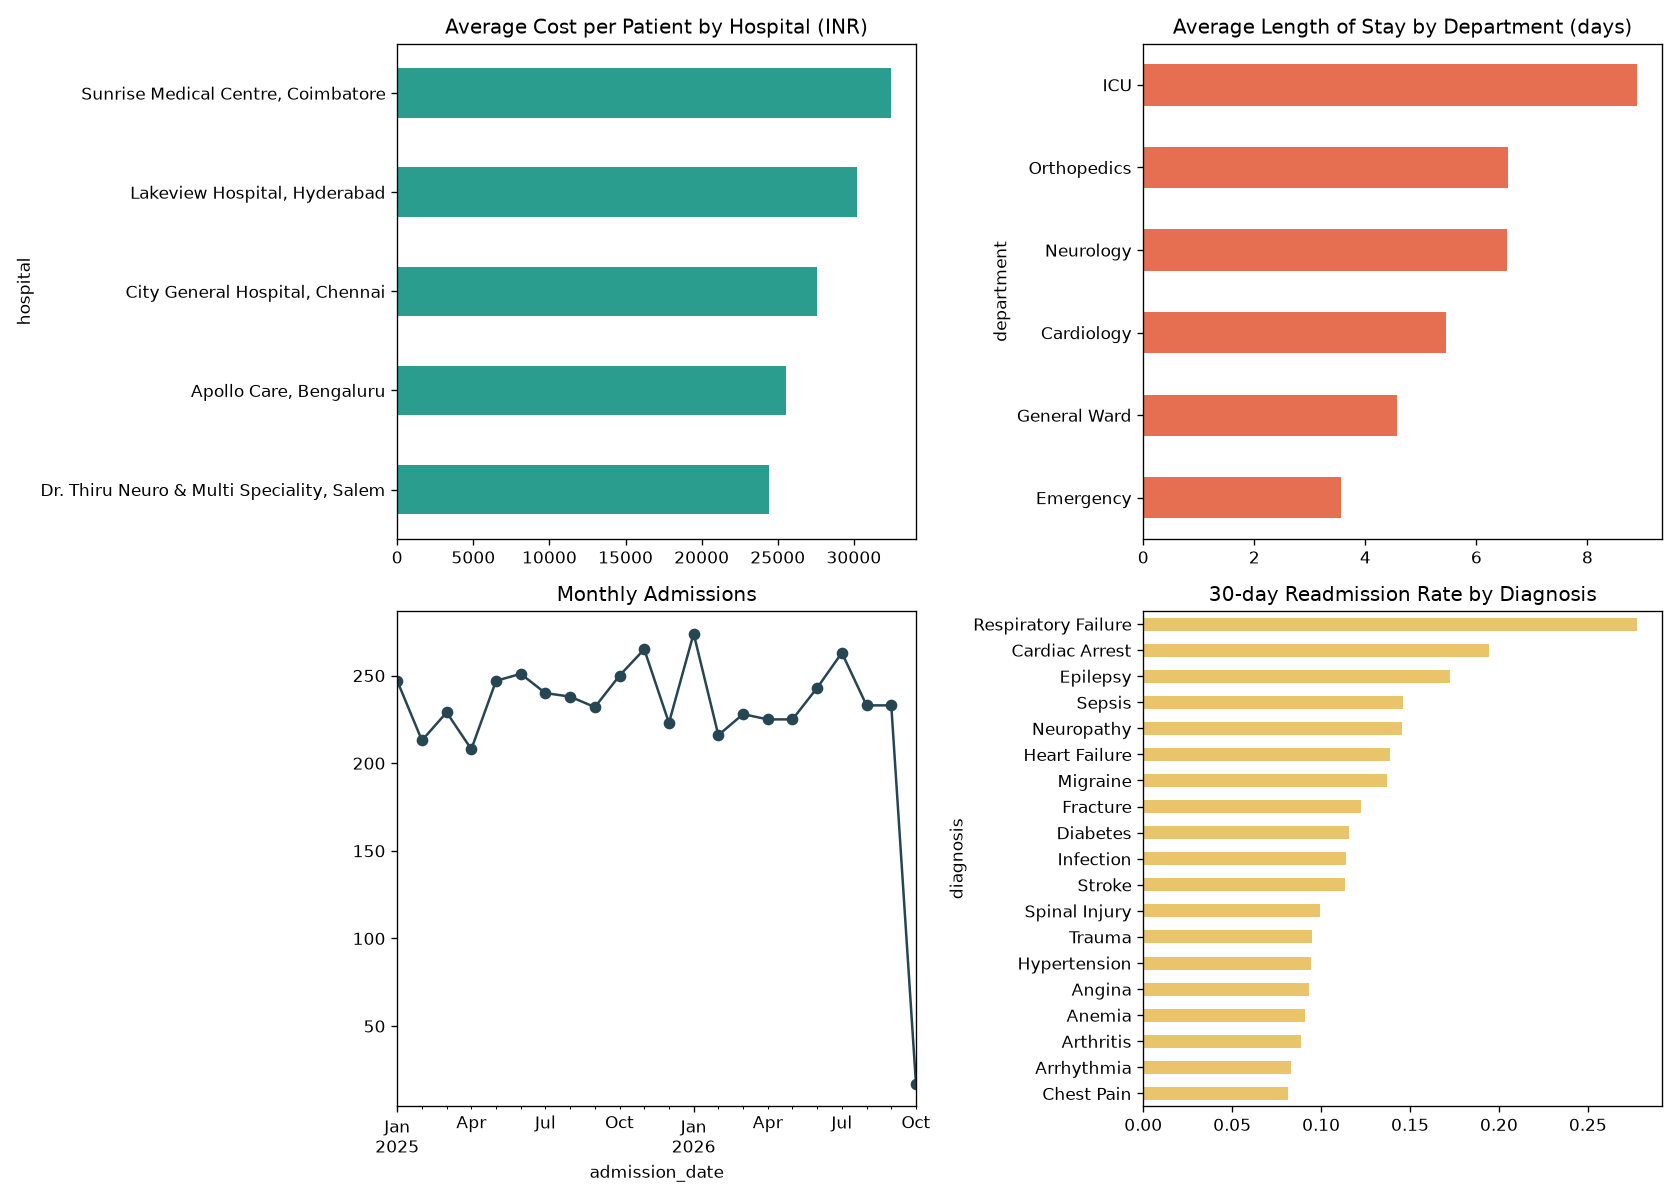 Average Cost per Patient by Hospital (INR)
hospital
Sunrise Medical Centre, Coimbatore
Lakeview Hospital, Hyderabad
City General Hospital, Chennai
Apollo Care, Bengaluru
Dr. Thiru Neuro & Multi Speciality, Salem
0 5000 10000 15000 20000 25000 30000
Average Length of Stay by Department (days)
department
ICU
Orthopedics
Neurology
Cardiology
General Ward
Emergency
0 2 4 6 8
Monthly Admissions
250
200
150
100
50
Jan Apr Jul Oct Jan Apr Jul Oct
2025 2026
admission_date
30-day Readmission Rate by Diagnosis
diagnosis
Respiratory Failure
Cardiac Arrest
Epilepsy
Sepsis
Neuropathy
Heart Failure
Migraine
Fracture
Diabetes
Infection
Stroke
Spinal Injury
Trauma
Hypertension
Angina
Anemia
Arthritis
Arrhythmia
Chest Pain
0.00 0.05 0.10 0.15 0.20 0.25